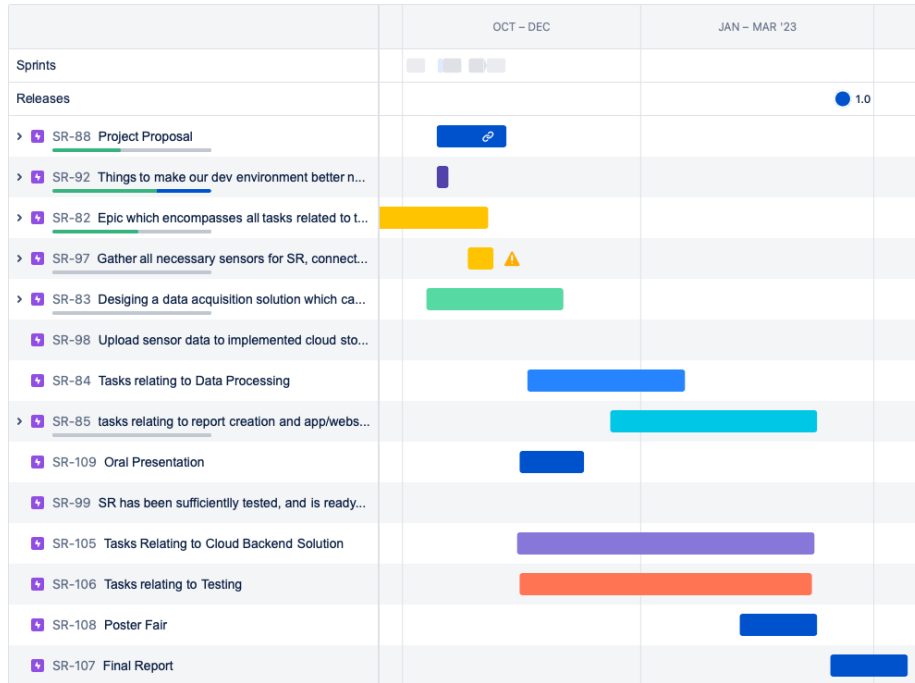 OCT – DEC
JAN – MAR '23
Sprints
Releases
1.0
SR-88 Project Proposal
SR-92 Things to make our dev environment better n...
SR-82 Epic which encompasses all tasks related to t...
SR-97 Gather all necessary sensors for SR, connect...
SR-83 Desiging a data acquisition solution which ca...
SR-98 Upload sensor data to implemented cloud sto...
SR-84 Tasks relating to Data Processing
SR-85 tasks relating to report creation and app/webs...
SR-109 Oral Presentation
SR-99 SR has been sufficientlly tested, and is ready...
SR-105 Tasks Relating to Cloud Backend Solution
SR-106 Tasks relating to Testing
SR-108 Poster Fair
SR-107 Final Report